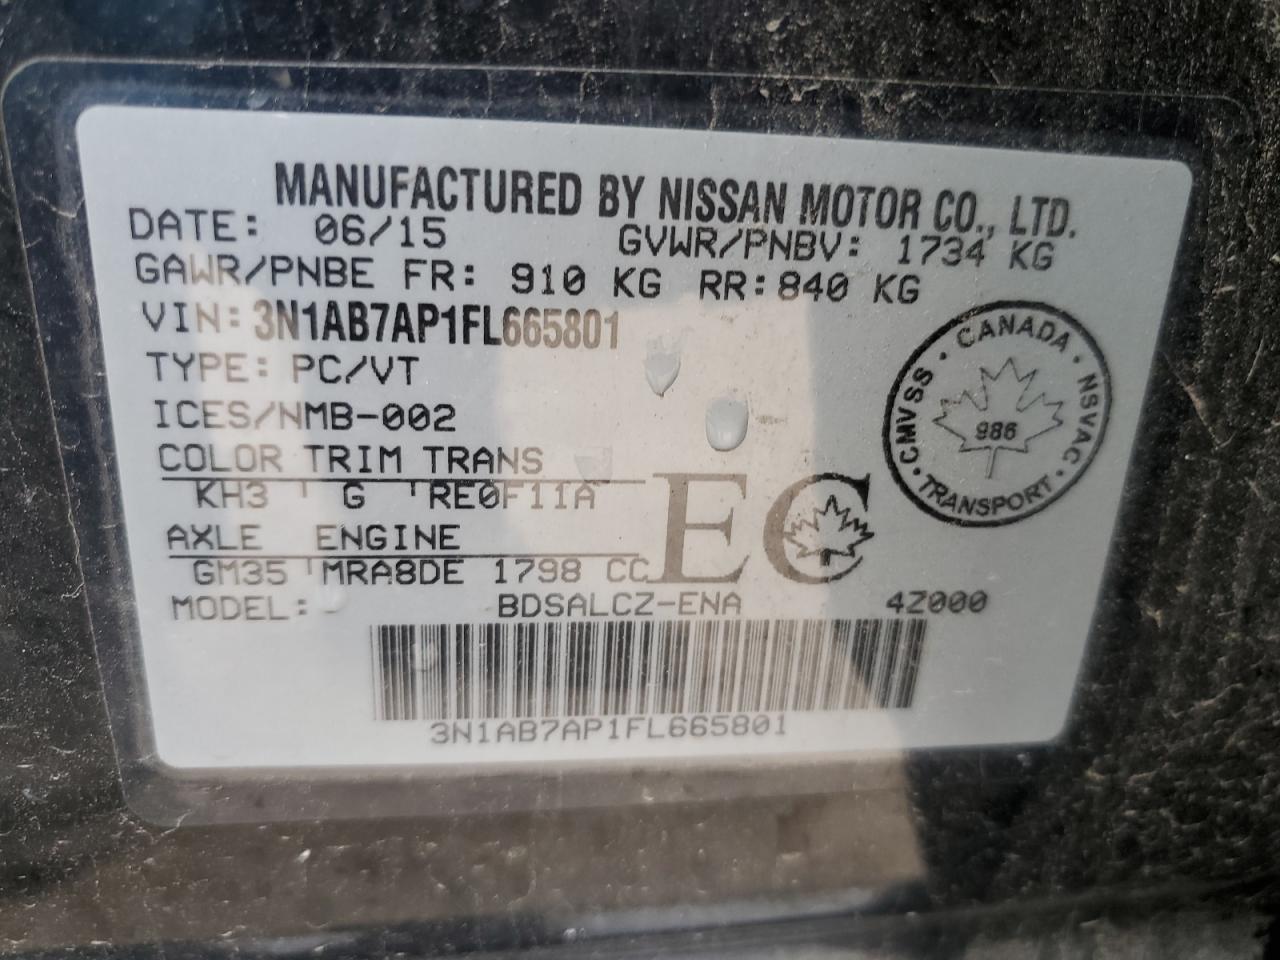 MANUFACTURED BY NISSAN MOTOR CO., LTD.
DATE: 06/15 GVWR/PNBV: 1734 KG
GAWR/PNBE FR: 910 KG RR:840 KG
VIN: 3N1AB7AP1FL665801
TYPE: PC/VT
ICES/NMB-002
COLOR TRIM TRANS
KH3 G RE0F11A
AXLE ENGINE
GM35 MRA8DE 1798 CC
MODEL: BDSALCZ-ENA 4Z000
3N1AB7AP1FL665801
EC
CANADA · NSVAC · TRANSPORT · CMVSS ·
986